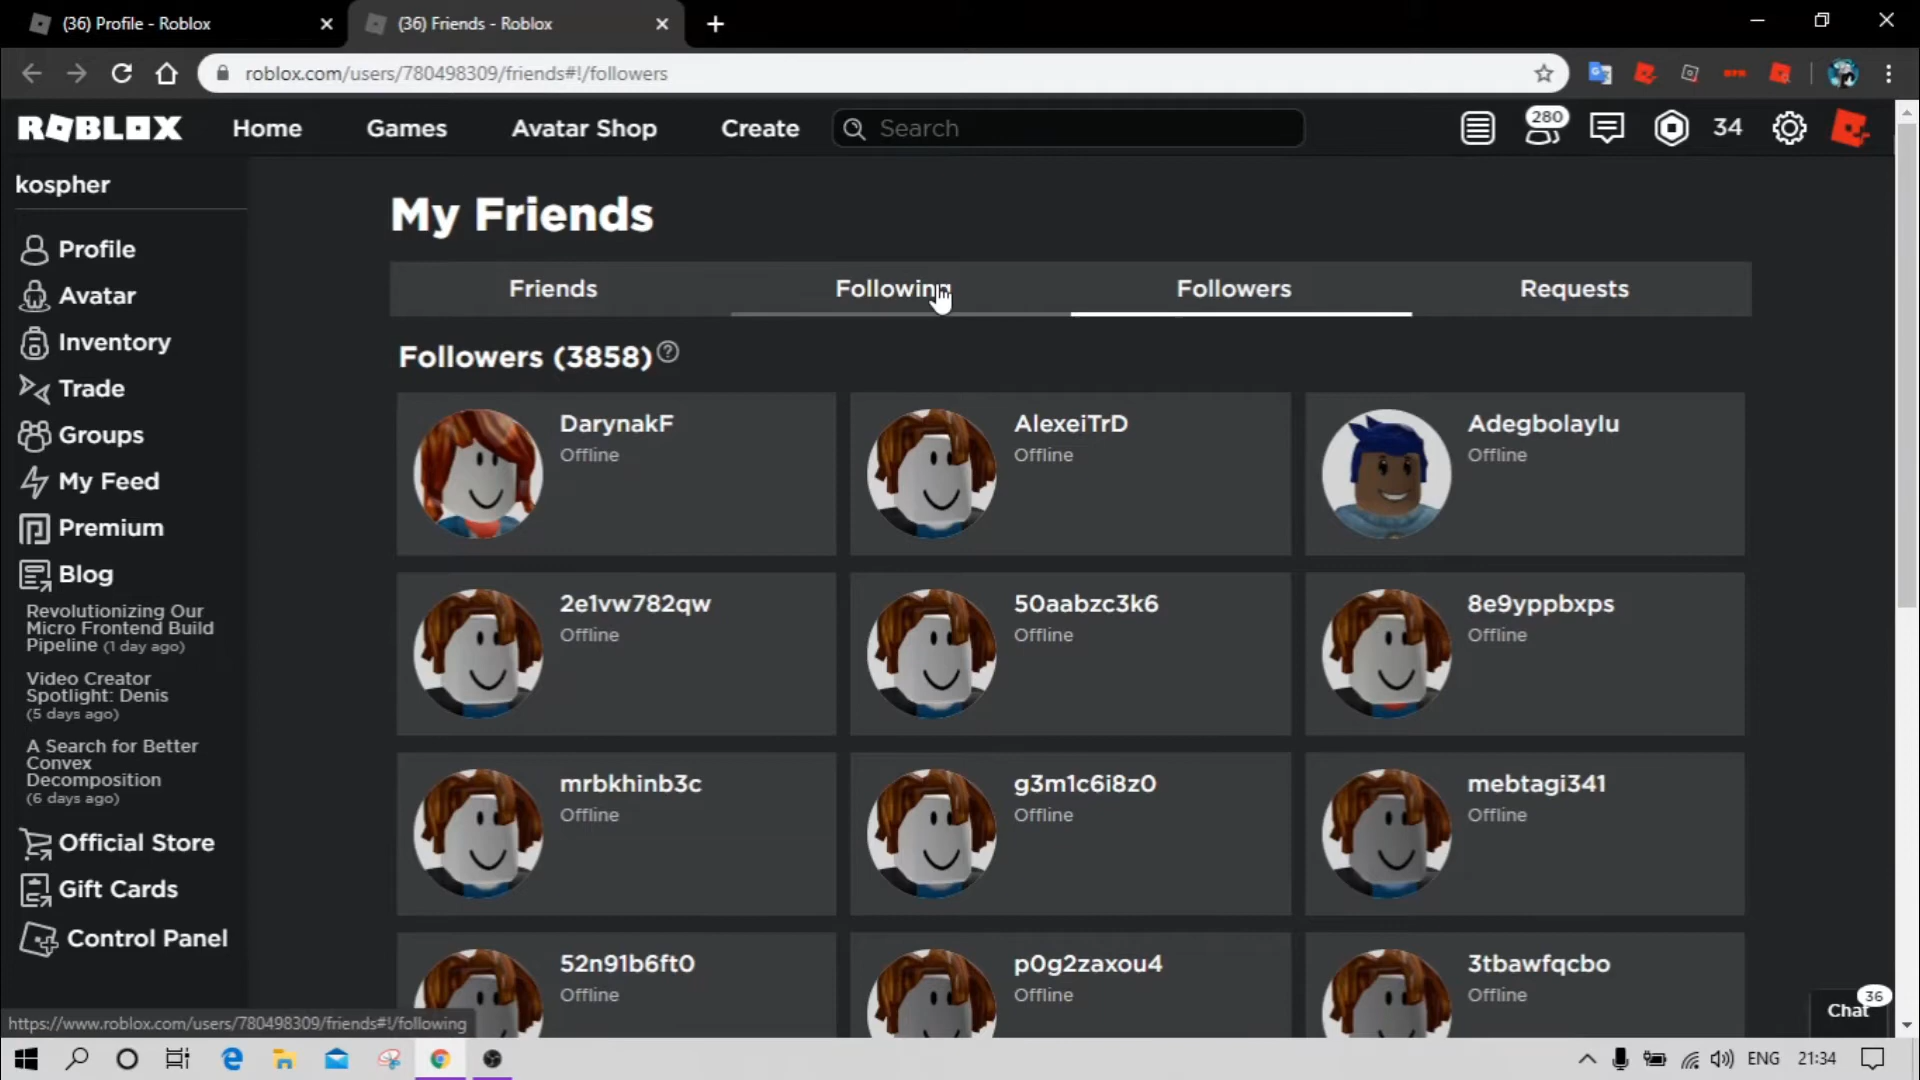 (36) Profile - Roblox
(36) Friends - Roblox
roblox.com/users/780498309/friends#!/followers
ROBLOX
Home
Games
Avatar Shop
Create
Search
280
34
kospher
Profile
Avatar
Inventory
Trade
Groups
My Feed
Premium
Blog
Revolutionizing Our
Micro Frontend Build
Pipeline (1 day ago)
Video Creator
Spotlight: Denis
(5 days ago)
A Search for Better
Convex
Decomposition
(6 days ago)
Official Store
Gift Cards
Control Panel
My Friends
Friends
Following
Followers
Requests
Followers (3858)
DarynakF
Offline
AlexeiTrD
Offline
Adegbolaylu
Offline
2e1vw782qw
Offline
50aabzc3k6
Offline
8e9yppbxps
Offline
mrbkhinb3c
Offline
g3m1c6i8z0
Offline
mebtagi341
Offline
52n91b6ft0
Offline
p0g2zaxou4
Offline
3tbawfqcbo
Offline
Chat
36
https://www.roblox.com/users/780498309/friends#!/following
ENG
21:34